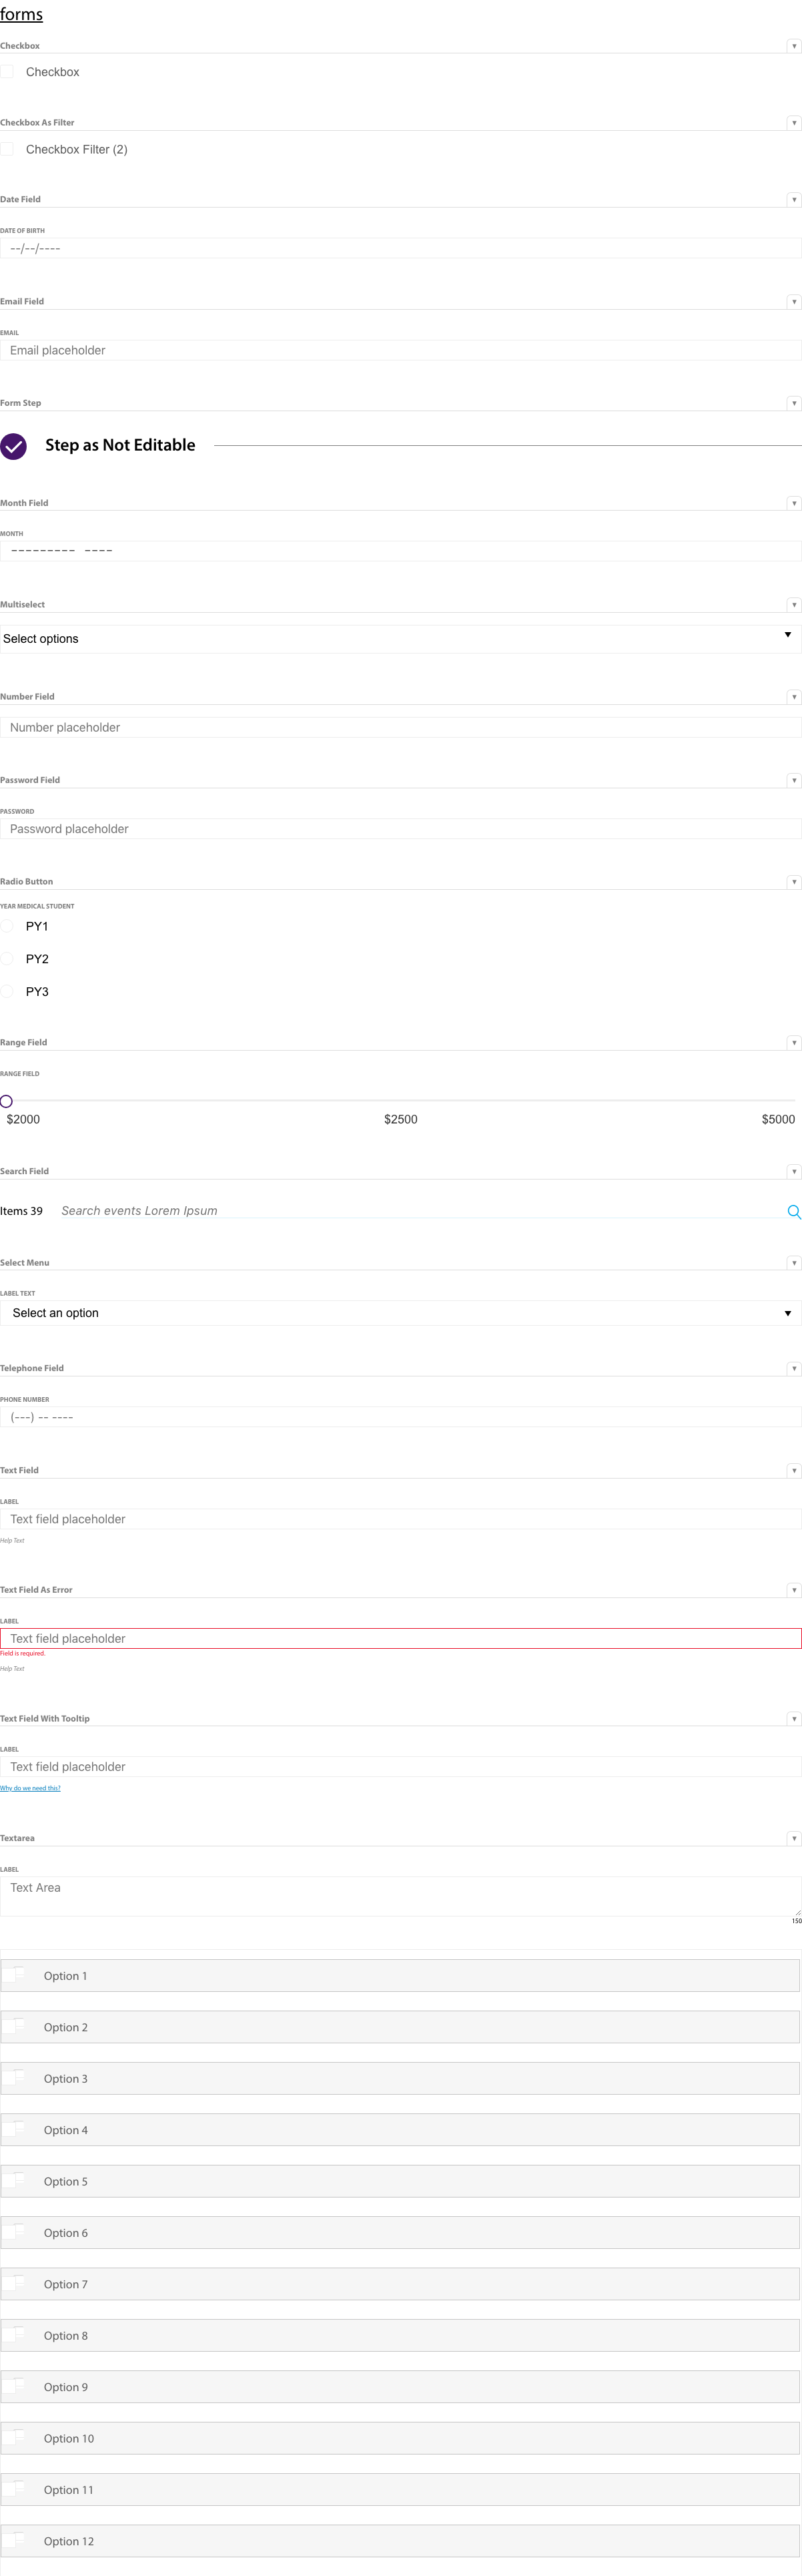 forms
Checkbox
Checkbox
Checkbox As Filter
Checkbox Filter (2)
Date Field
DATE OF BIRTH
--/--/----
Email Field
EMAIL
Email placeholder
Form Step
Step as Not Editable
Month Field
MONTH
--------- ----
Multiselect
Select options
Number Field
Number placeholder
Password Field
PASSWORD
Password placeholder
Radio Button
YEAR MEDICAL STUDENT
PY1
PY2
PY3
Range Field
RANGE FIELD
$2000 $2500 $5000
Search Field
Items 39 Search events Lorem Ipsum
Select Menu
LABEL TEXT
Select an option
Telephone Field
PHONE NUMBER
(---) -- ----
Text Field
LABEL
Text field placeholder
Help Text
Text Field As Error
LABEL
Text field placeholder
Field is required.
Help Text
Text Field With Tooltip
LABEL
Text field placeholder
Why do we need this?
Textarea
LABEL
Text Area
150
Option 1
Option 2
Option 3
Option 4
Option 5
Option 6
Option 7
Option 8
Option 9
Option 10
Option 11
Option 12